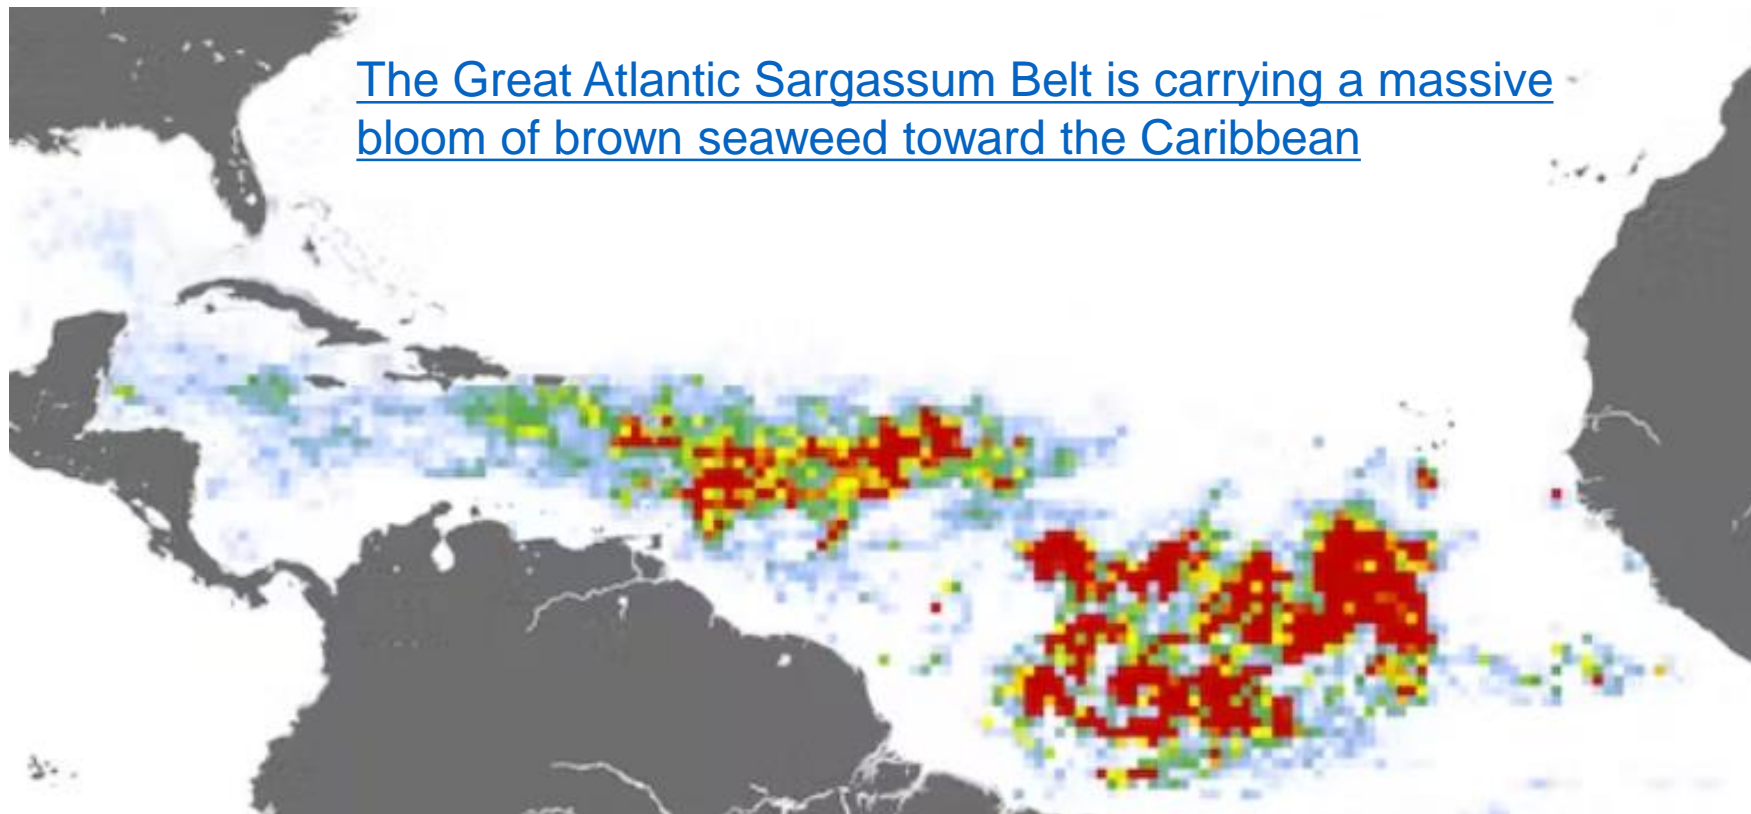 The Great Atlantic Sargassum Belt is carrying a massive
bloom of brown seaweed toward the Caribbean